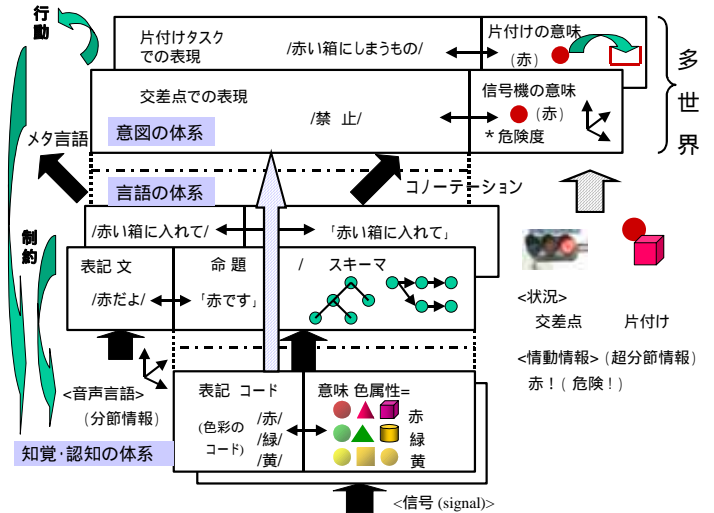 行動
片付けタスク
での表現
/赤い箱にしまうもの/
片付けの意味
(赤)
交差点での表現
/禁 止/
信号機の意味
(赤)
*危険度
多世界
意図の体系
メタ言語
言語の体系
コノーテーション
/赤い箱に入れて/
「赤い箱に入れて」
制約
表記 文
命 題
/
スキーマ
/赤だよ/
「赤です」
<状況>
交差点
片付け
<情動情報> (超分節情報)
赤！(危険！)
<音声言語>
(分節情報)
表記 コード
意味 色属性=
(色彩の
コード)
/赤/
/緑/
/黄/
赤
緑
黄
知覚・認知の体系
<信号 (signal)>